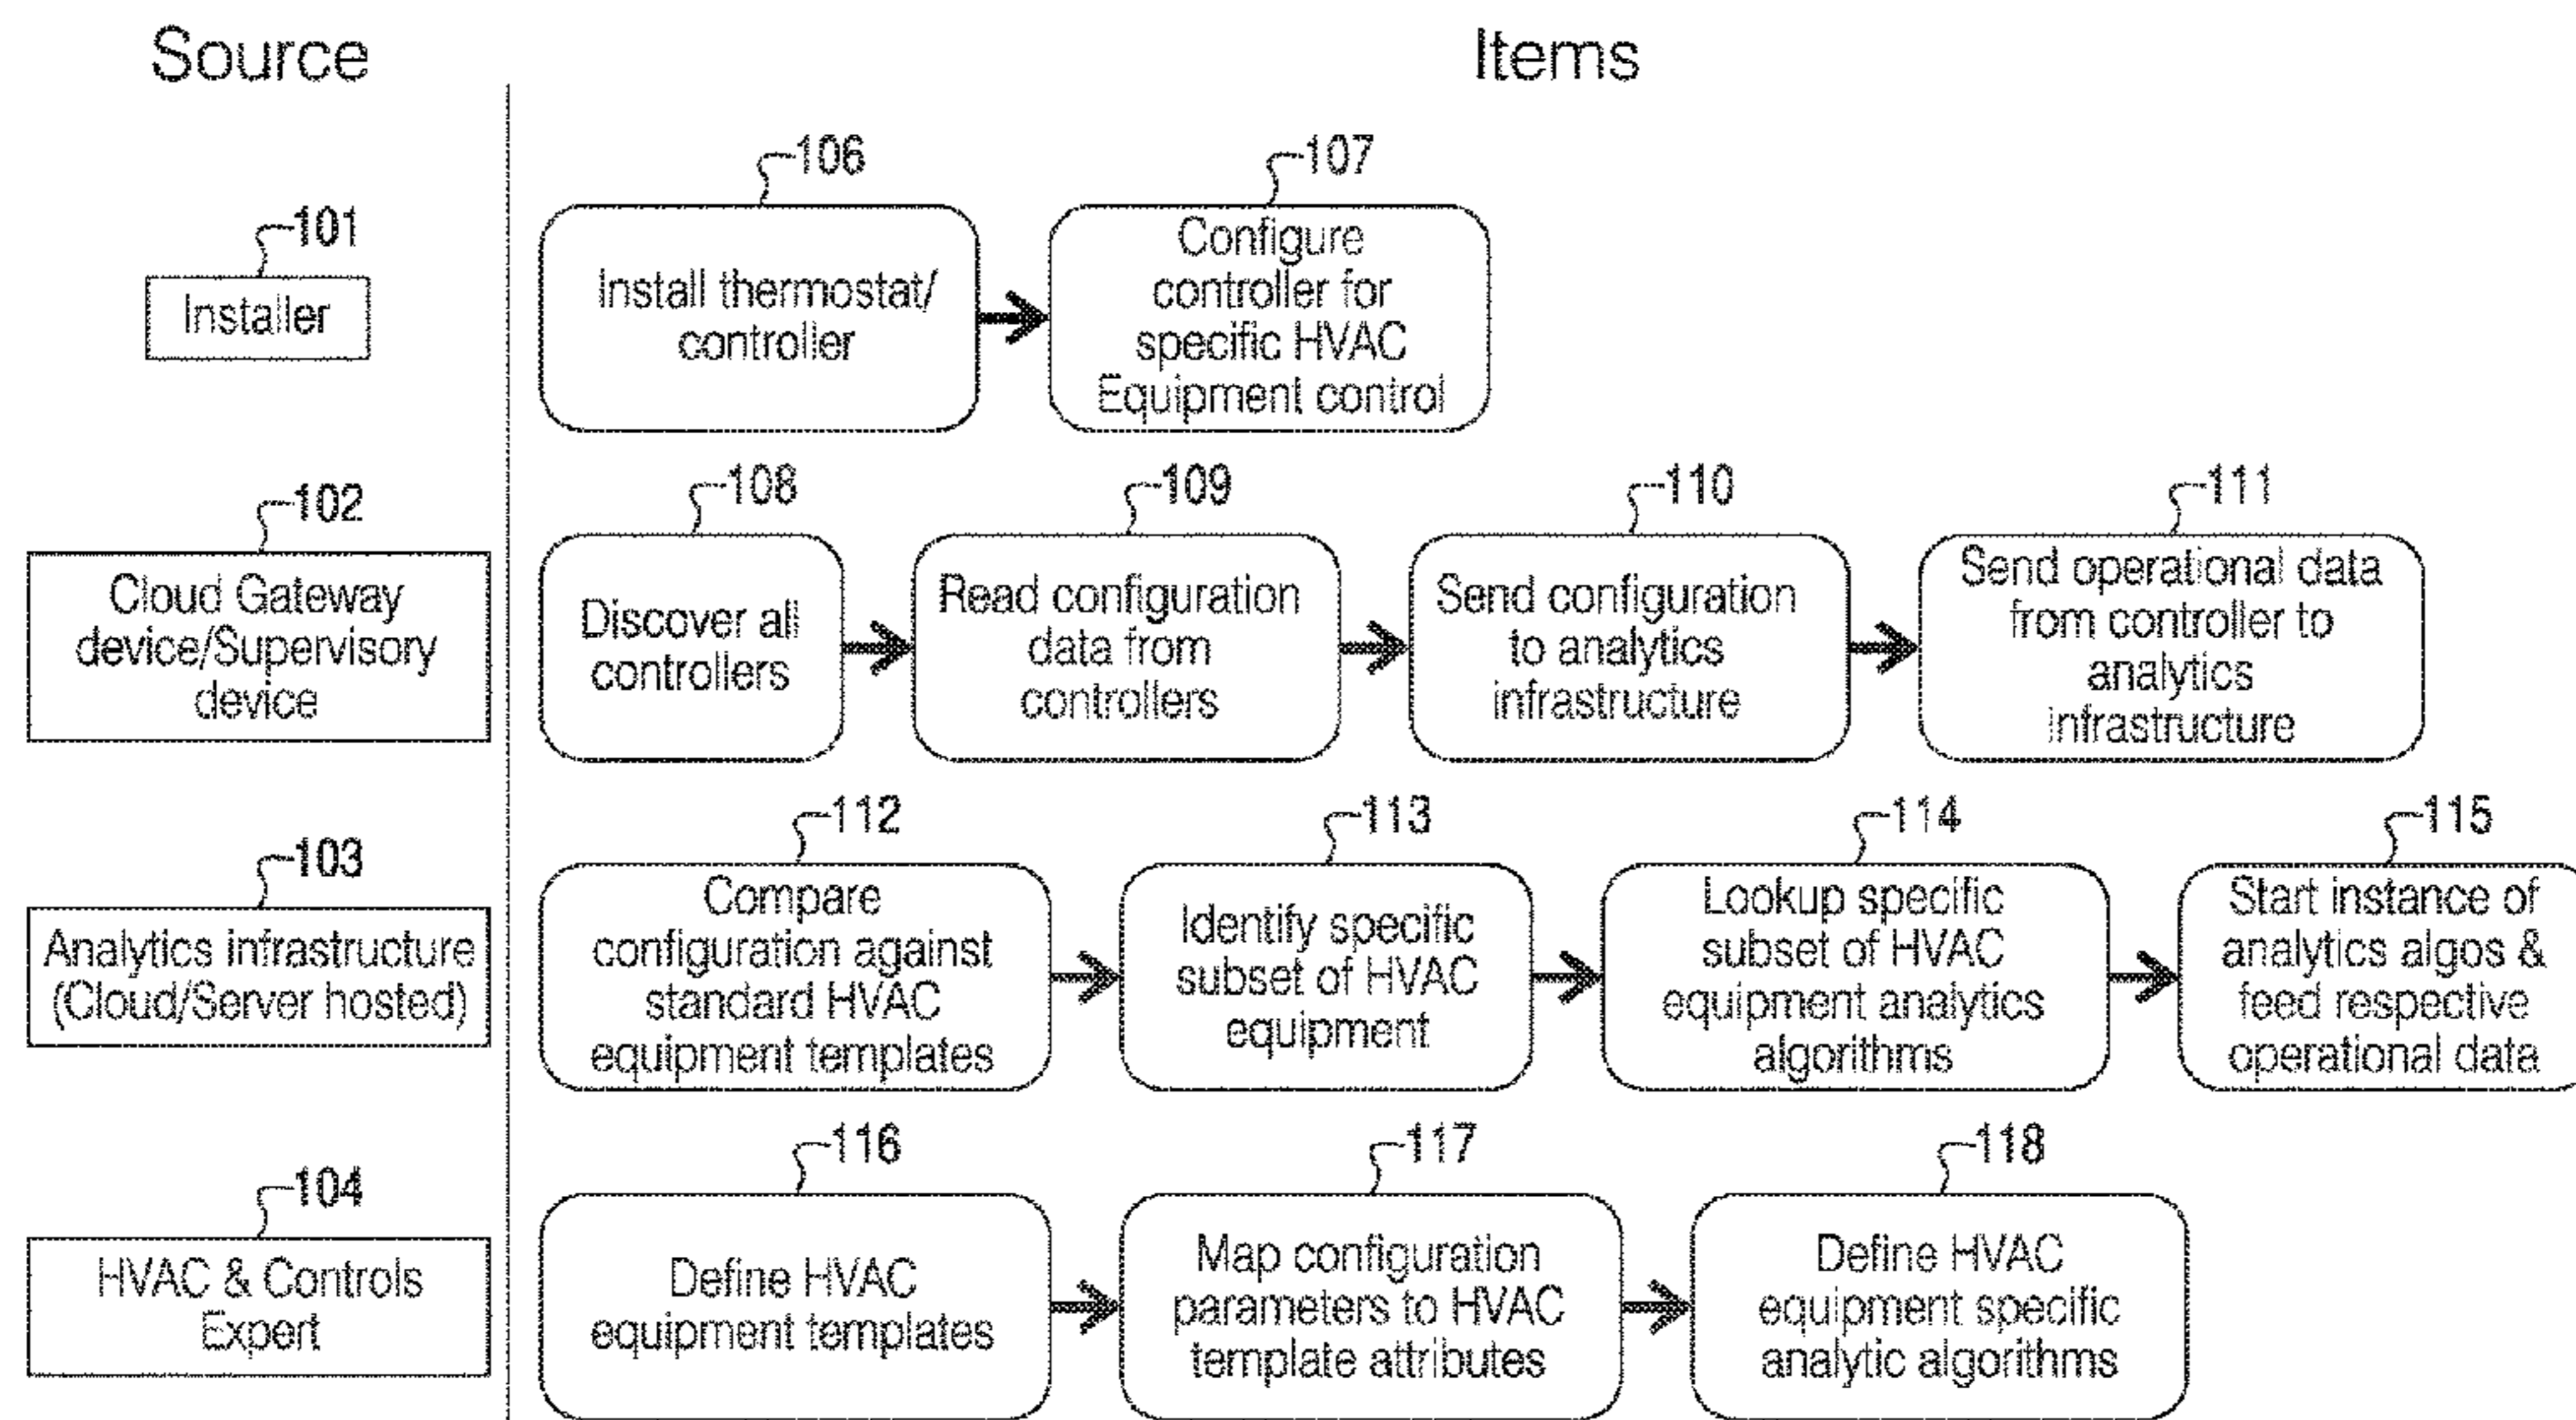 Source
Items
101
Installer
106
Install thermostat/
controller
107
Configure
controller for
specific HVAC
Equipment control
102
Cloud Gateway
device/Supervisory
device
108
Discover all
controllers
109
Read configuration
data from
controllers
110
Send configuration
to analytics
infrastructure
111
Send operational data
from controller to
analytics
infrastructure
103
Analytics infrastructure
(Cloud/Server hosted)
112
Compare
configuration against
standard HVAC
equipment templates
113
Identify specific
subset of HVAC
equipment
114
Lookup specific
subset of HVAC
equipment analytics
algorithms
115
Start instance of
analytics algos &
feed respective
operational data
104
HVAC & Controls
Expert
116
Define HVAC
equipment templates
117
Map configuration
parameters to HVAC
template attributes
118
Define HVAC
equipment specific
analytic algorithms